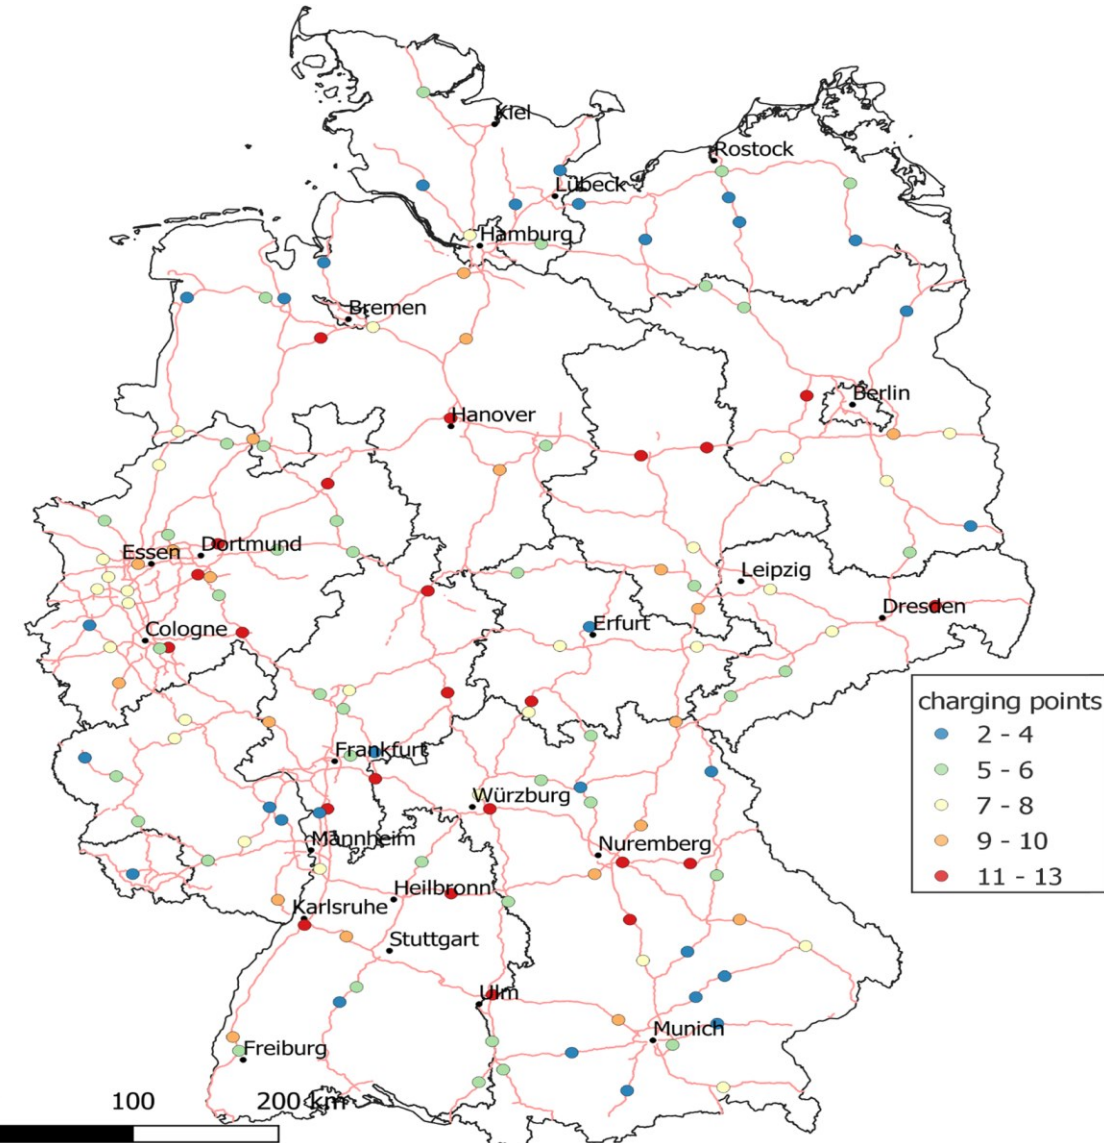 Kiel
Rostock
Lübeck
Hamburg
Bremen
Berlin
Hanover
Essen
Dortmund
Leipzig
Dresden
Cologne
Erfurt
charging points
2 - 4
5 - 6
7 - 8
9 - 10
11 - 13
Frankfurt
Würzburg
Mannheim
Nuremberg
Heilbronn
Karlsruhe
Stuttgart
Ulm
Munich
Freiburg
100 200 km